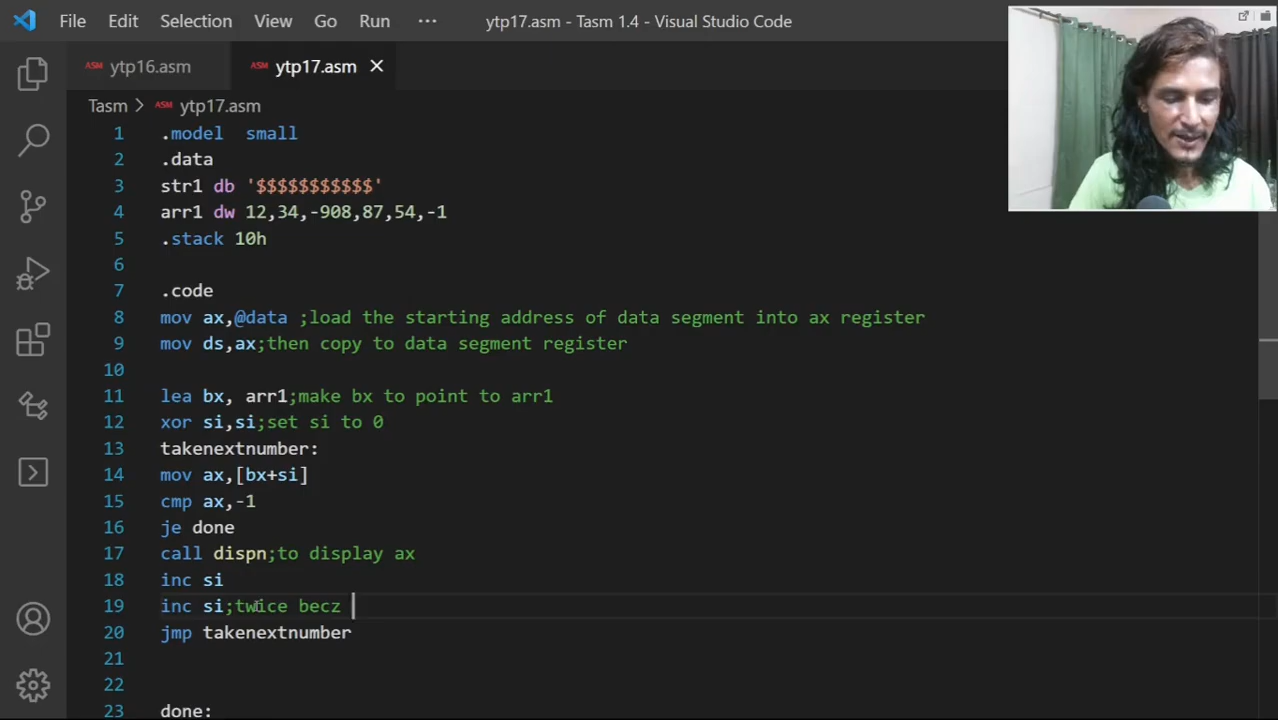 File Edit Selection View Go Run ··· ytp17.asm - Tasm 1.4 - Visual Studio Code
ASM ytp16.asm ASM ytp17.asm
Tasm > ASM ytp17.asm
1 .model small
2 .data
3 str1 db '$$$$$$$$$$$'
4 arr1 dw 12,34,-908,87,54,-1
5 .stack 10h
6
7 .code
8 mov ax,@data ;load the starting address of data segment into ax register
9 mov ds,ax;then copy to data segment register
10
11 lea bx, arr1;make bx to point to arr1
12 xor si,si;set si to 0
13 takenextnumber:
14 mov ax,[bx+si]
15 cmp ax,-1
16 je done
17 call dispn;to display ax
18 inc si
19 inc si;twice becz
20 jmp takenextnumber
21
22
23 done: